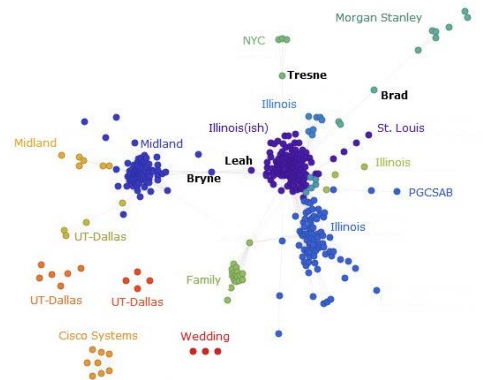 Morgan Stanley
NYC
Tresne
Brad
Illinois
Illinois(ish)
St. Louis
Midland
Midland
Leah
Illinois
Bryne
PGCSAB
Illinois
UT-Dallas
Family
UT-Dallas
UT-Dallas
Cisco Systems
Wedding